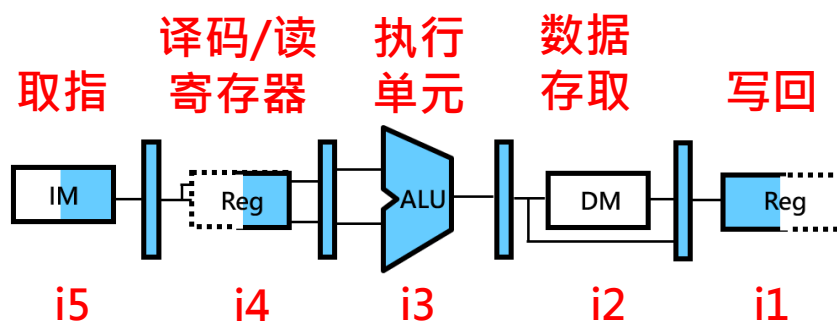 取指
译码/读
寄存器
执行
单元
数据
存取
写回
IM
Reg
ALU
DM
Reg
i5
i4
i3
i2
i1